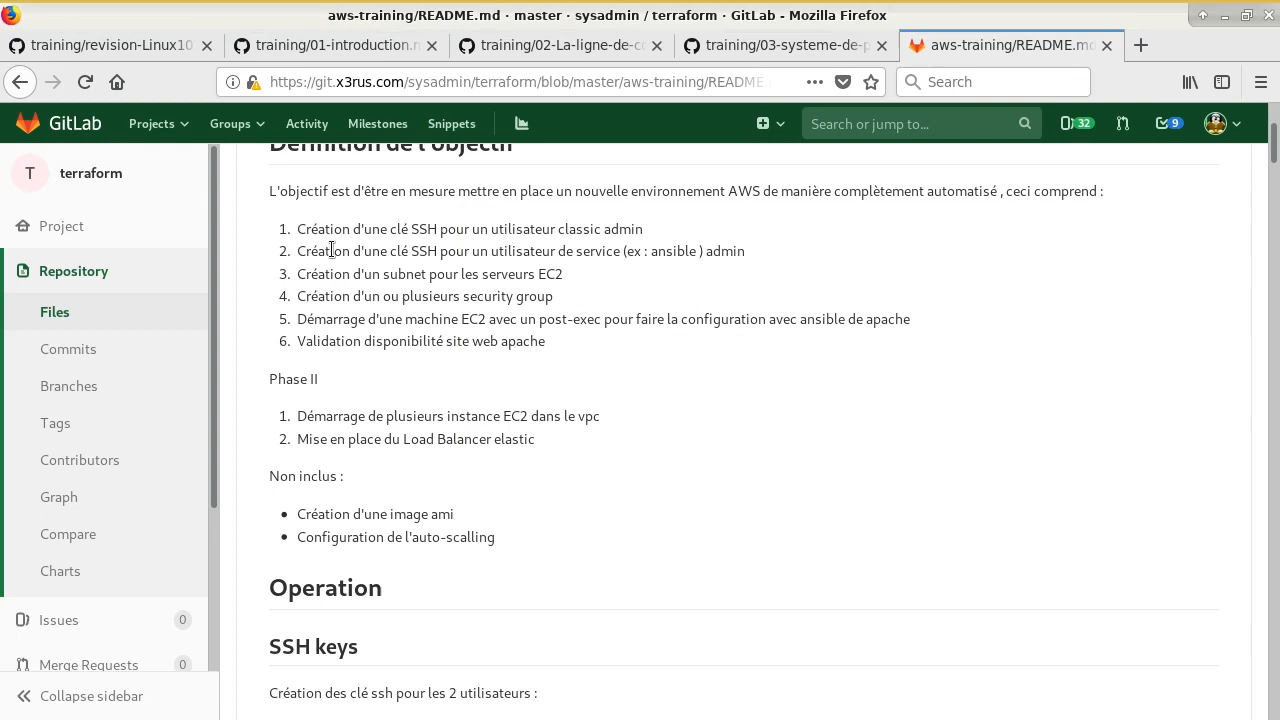 aws-training/README.md · master · sysadmin / terraform · GitLab - Mozilla Firefox
training/revision-Linux10
training/01-introduction.
training/02-La-ligne-de-
training/03-systeme-de-
aws-training/README.md
https://git.x3rus.com/sysadmin/terraform/blob/master/aws-training/README.
Search
GitLab
Projects
Groups
Activity
Milestones
Snippets
Search or jump to...
32
9
T
terraform
Project
Repository
Files
Commits
Branches
Tags
Contributors
Graph
Compare
Charts
Issues
0
Merge Requests
0
Collapse sidebar
Définition de l'objectif
L'objectif est d'être en mesure mettre en place un nouvelle environnement AWS de manière complètement automatisé , ceci comprend :
1. Création d'une clé SSH pour un utilisateur classic admin
2. Création d'une clé SSH pour un utilisateur de service (ex : ansible ) admin
3. Création d'un subnet pour les serveurs EC2
4. Création d'un ou plusieurs security group
5. Démarrage d'une machine EC2 avec un post-exec pour faire la configuration avec ansible de apache
6. Validation disponibilité site web apache
Phase II
1. Démarrage de plusieurs instance EC2 dans le vpc
2. Mise en place du Load Balancer elastic
Non inclus :
• Création d'une image ami
• Configuration de l'auto-scalling
Operation
SSH keys
Création des clé ssh pour les 2 utilisateurs :